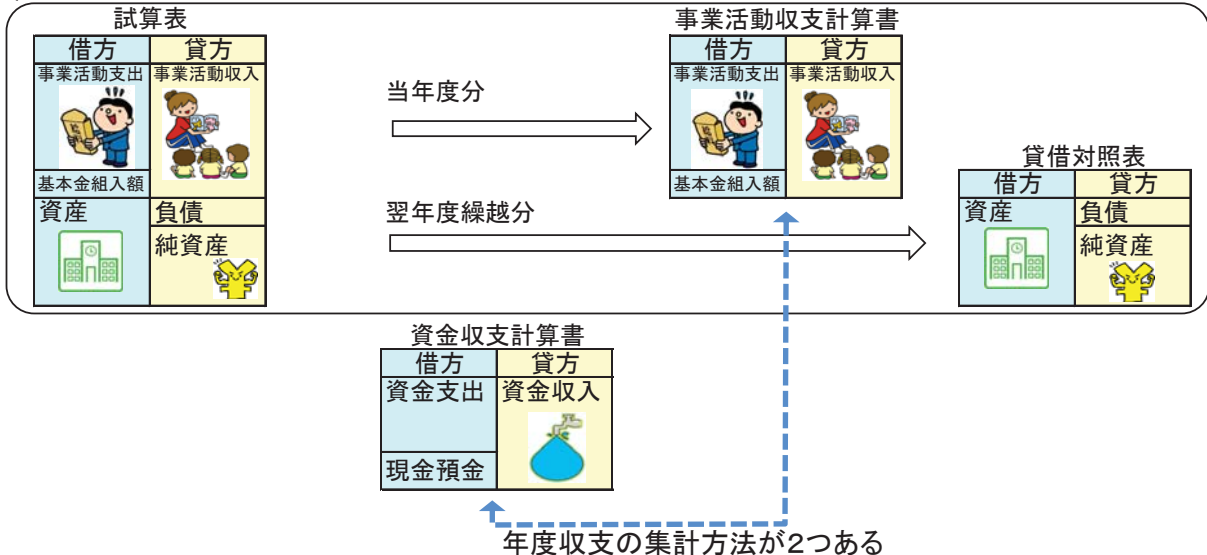 試算表
借方 貸方
事業活動支出 事業活動収入
基本金組入額
資産 負債
純資産
当年度分
翌年度繰越分
事業活動収支計算書
借方 貸方
事業活動支出 事業活動収入
基本金組入額
貸借対照表
借方 貸方
資産 負債
純資産
資金収支計算書
借方 貸方
資金支出 資金収入
現金預金
年度収支の集計方法が2つある